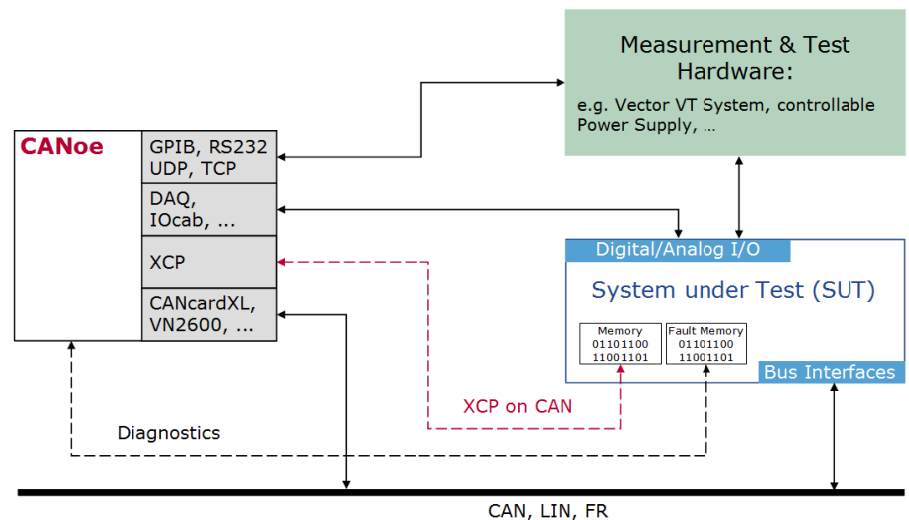 Measurement & Test
Hardware:
e.g. Vector VT System, controllable
Power Supply, ...
CANoe
GPIB, RS232
UDP, TCP
DAQ,
IOcab, ...
XCP
CANcardXL,
VN2600, ...
Digital/Analog I/O
System under Test (SUT)
Memory
01101100
11001101
Fault Memory
01101100
11001101
Bus Interfaces
XCP on CAN
Diagnostics
CAN, LIN, FR